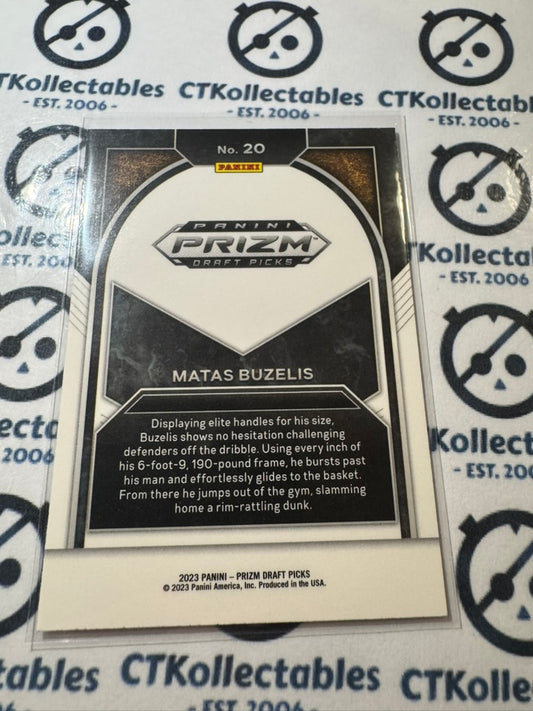 CTKollectables CTKollectables CTKollectables
- EST. 2006 - - EST. 2006 - - EST. 2006 -
No. 20
PANINI
PANINI
PRIZM
DRAFT PICKS
MATAS BUZELIS
Displaying elite handles for his size,
Buzelis shows no hesitation challenging
defenders off the dribble. Using every inch of
his 6-foot-9, 190-pound frame, he bursts past
his man and effortlessly glides to the basket.
From there he jumps out of the gym, slamming
home a rim-rattling dunk.
2023 PANINI – PRIZM DRAFT PICKS
© 2023 Panini America, Inc. Produced in the USA.
CTKollectables
- EST. 2006 -
CTKollectables
- EST. 2006 -